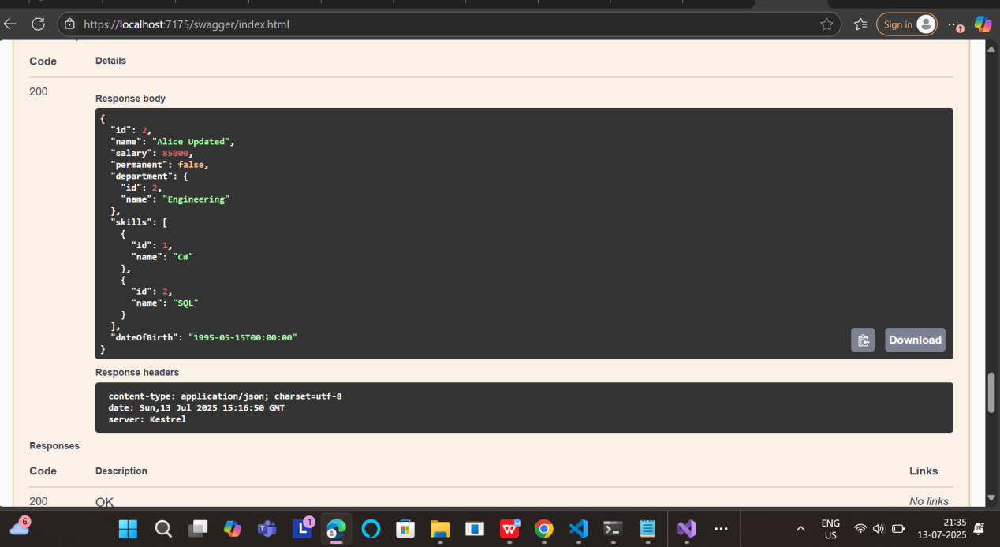 https://localhost:7175/swagger/index.html
Sign in
Code Details
200
Response body
{
  "id": 2,
  "name": "Alice Updated",
  "salary": 85000,
  "permanent": false,
  "department": {
    "id": 2,
    "name": "Engineering"
  },
  "skills": [
    {
      "id": 1,
      "name": "C#"
    },
    {
      "id": 2,
      "name": "SQL"
    }
  ],
  "dateOfBirth": "1995-05-15T00:00:00"
}
Download
Response headers
content-type: application/json; charset=utf-8
date: Sun,13 Jul 2025 15:16:50 GMT
server: Kestrel
Responses
Code Description Links
200 OK No links
6
1
ENG
US
21:35
13-07-2025